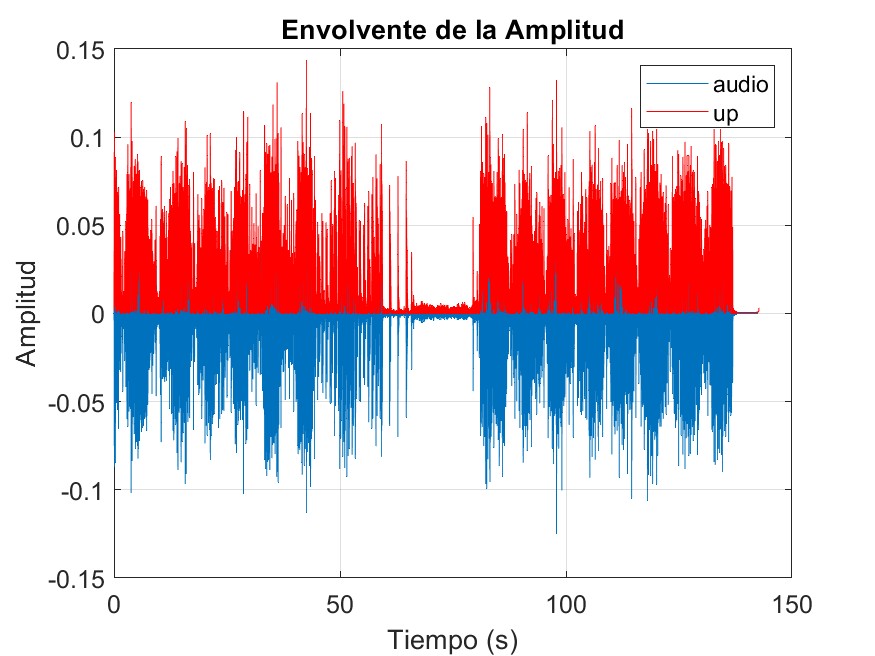 Envolvente de la Amplitud
0.15
0.1
0.05
0
-0.05
-0.1
-0.15
Amplitud
audio
up
0
50
100
150
Tiempo (s)